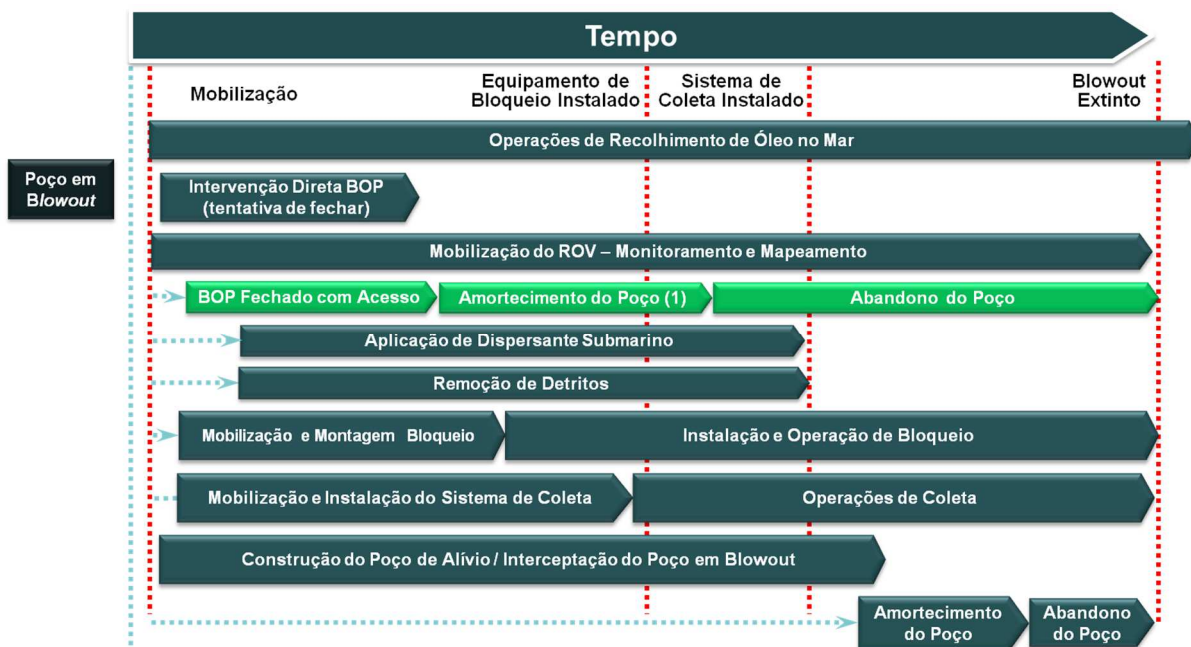 Tempo
Mobilização
Equipamento de
Bloqueio Instalado
Sistema de
Coleta Instalado
Blowout
Extinto
Operações de Recolhimento de Óleo no Mar
Poço em
Blowout
Intervenção Direta BOP
(tentativa de fechar)
Mobilização do ROV – Monitoramento e Mapeamento
BOP Fechado com Acesso
Amortecimento do Poço (1)
Abandono do Poço
Aplicação de Dispersante Submarino
Remoção de Detritos
Mobilização e Montagem Bloqueio
Instalação e Operação de Bloqueio
Mobilização e Instalação do Sistema de Coleta
Operações de Coleta
Construção do Poço de Alívio / Interceptação do Poço em Blowout
Amortecimento
do Poço
Abandono
do Poço